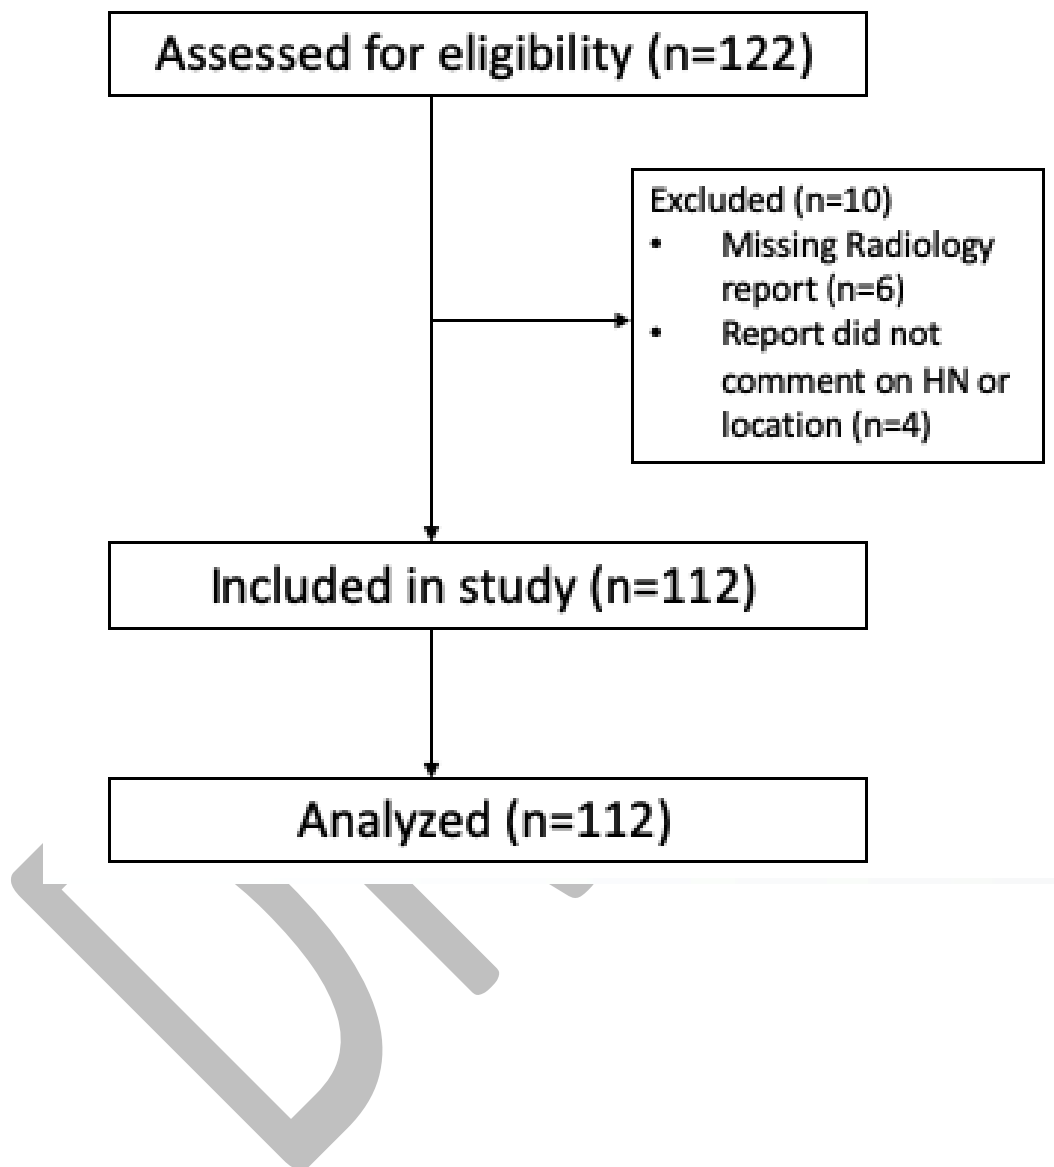 Assessed for eligibility (n=122)
Excluded (n=10)
• Missing Radiology
report (n=6)
• Report did not
comment on HN or
location (n=4)
Included in study (n=112)
Analyzed (n=112)